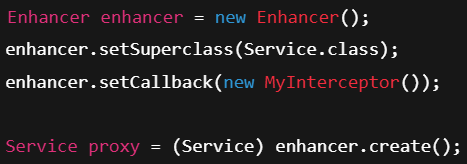 Enhancer enhancer = new Enhancer();
enhancer.setSuperclass(Service.class);
enhancer.setCallback(new MyInterceptor());
Service proxy = (Service) enhancer.create();